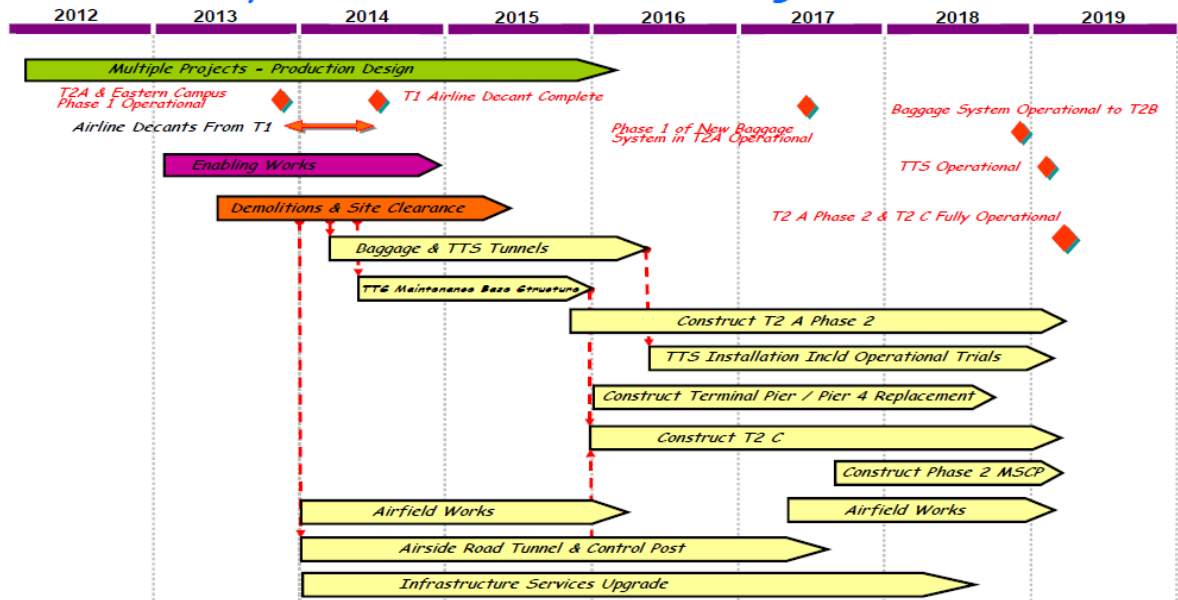 2012 2013 2014 2015 2016 2017 2018 2019
Multiple Projects - Production Design
T2A & Eastern Campus
Phase 1 Operational
T1 Airline Decant Complete
Airline Decants From T1
Phase 1 of New Baggage
System in T2A Operational
Baggage System Operational to T2B
Enabling Works
TTS Operational
Demolitions & Site Clearance
T2 A Phase 2 & T2 C Fully Operational
Baggage & TTS Tunnels
TTS Maintenance Base Structure
Construct T2 A Phase 2
TTS Installation Incld Operational Trials
Construct Terminal Pier / Pier 4 Replacement
Construct T2 C
Construct Phase 2 MSCP
Airfield Works
Airfield Works
Airside Road Tunnel & Control Post
Infrastructure Services Upgrade